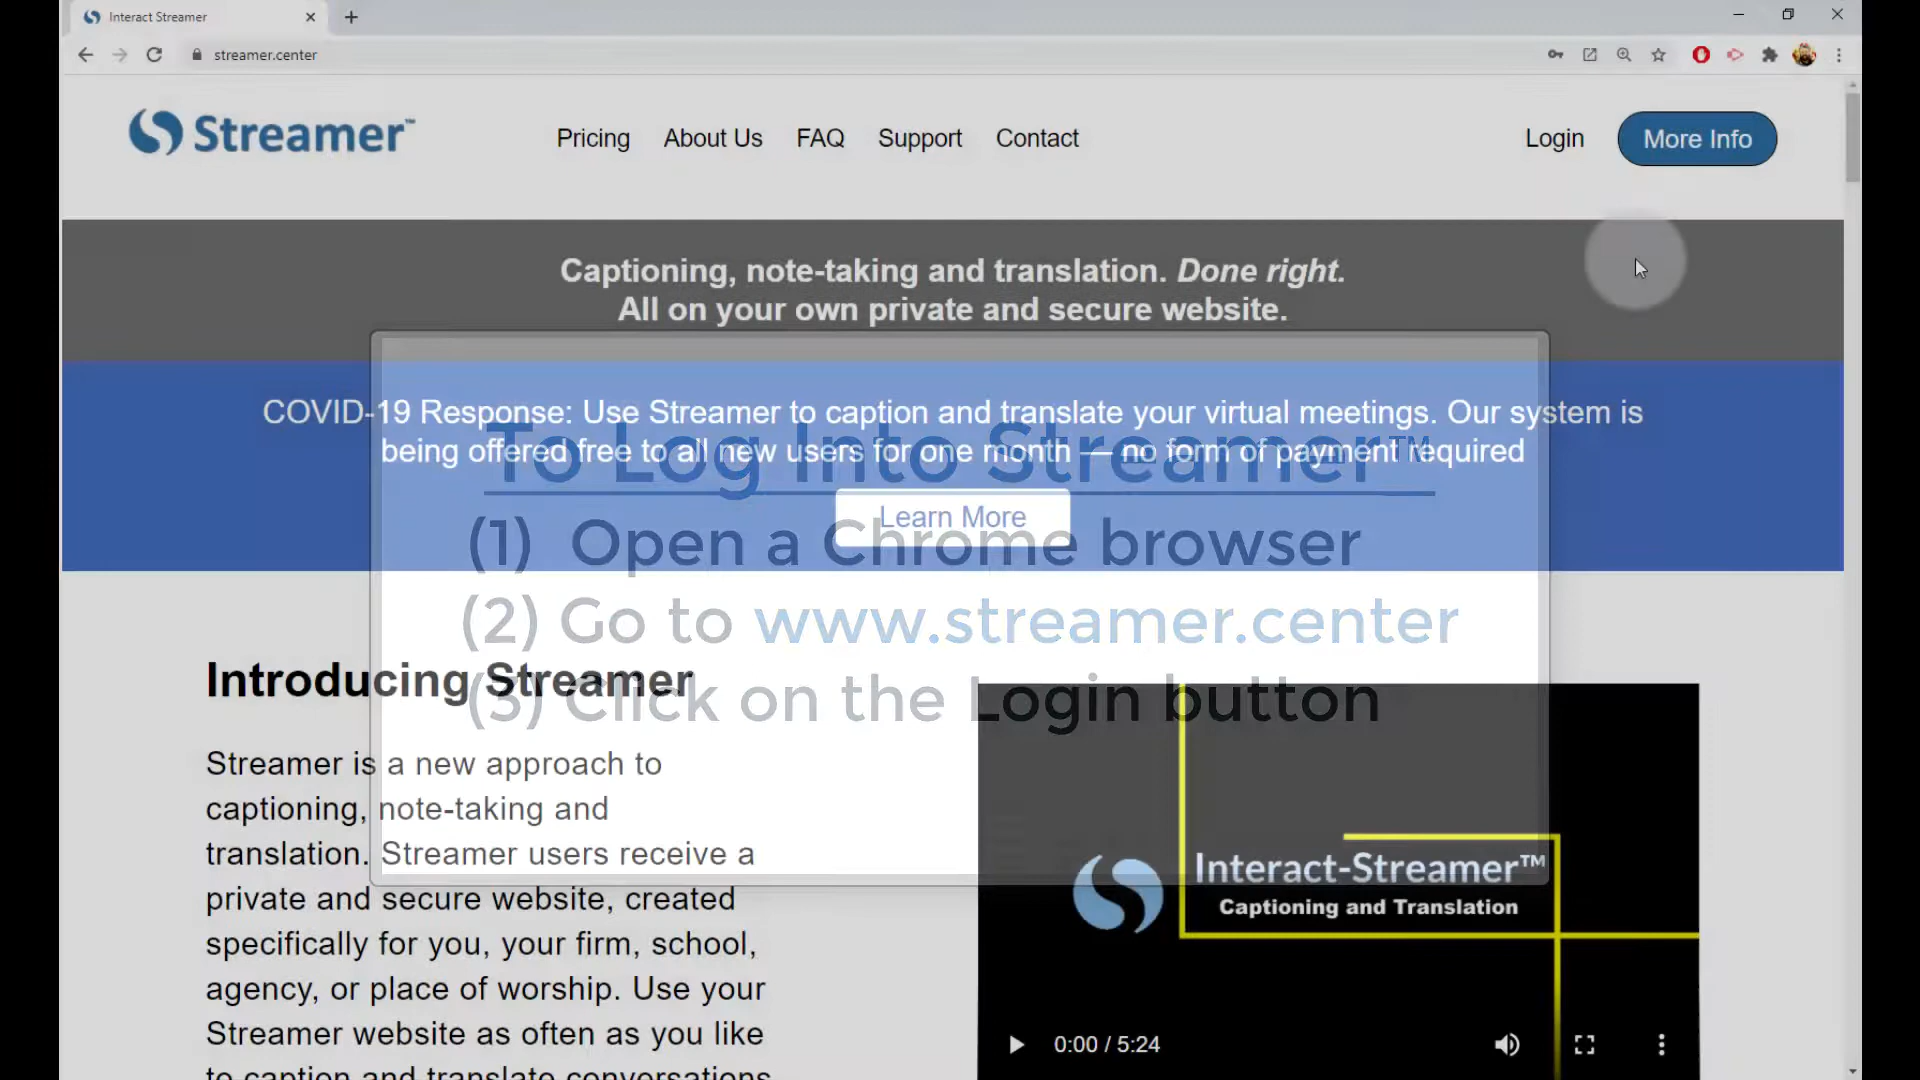 Interact Streamer
streamer.center
Streamer™
Pricing About Us FAQ Support Contact Login More Info
Captioning, note-taking and translation. Done right.
All on your own private and secure website.
COVID-19 Response: Use Streamer to caption and translate your virtual meetings. Our system is
being offered free to all new users for one month — no form of payment required
Learn More
To Log Into Streamer™
(1) Open a Chrome browser
(2) Go to www.streamer.center
(3) Click on the Login button
Introducing Streamer
Streamer is a new approach to
captioning, note-taking and
translation. Streamer users receive a
private and secure website, created
specifically for you, your firm, school,
agency, or place of worship. Use your
Streamer website as often as you like
to caption and translate conversations
Interact-Streamer™
Captioning and Translation
0:00 / 5:24